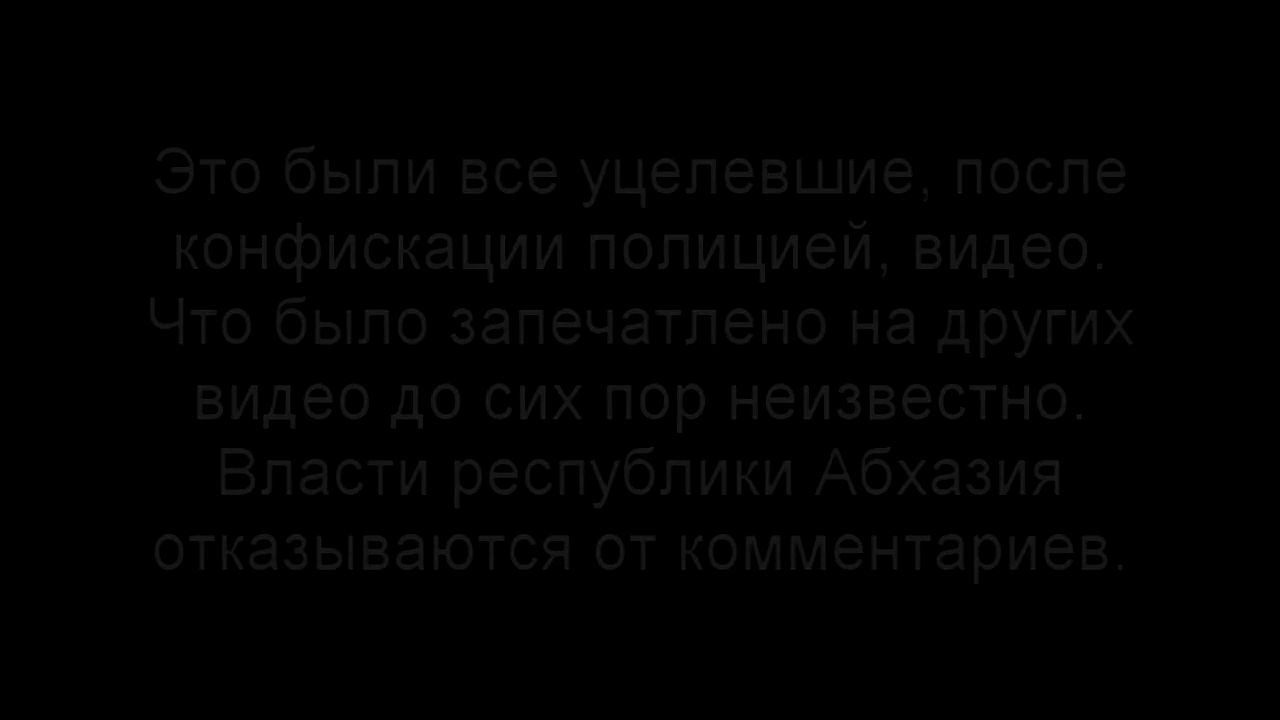 Это были все уцелевшие, после
конфискации полицией, видео.
Что было запечатлено на других
видео до сих пор неизвестно.
Власти республики Абхазия
отказываются от комментариев.